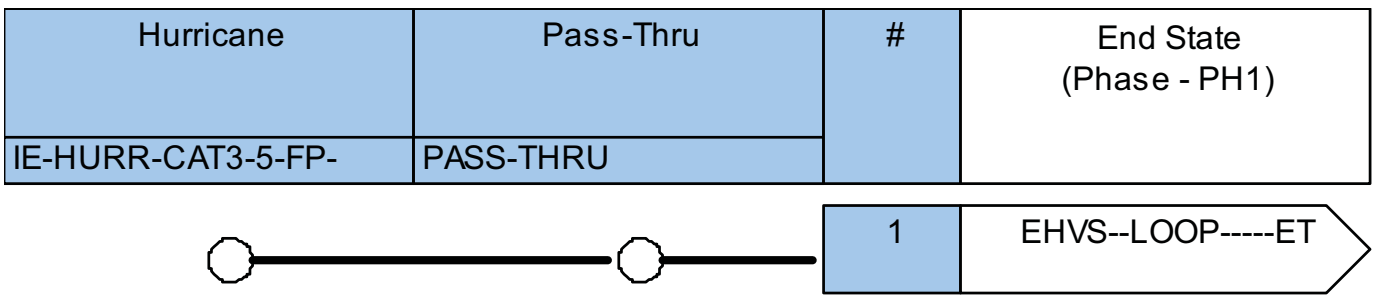 Hurricane
Pass-Thru
#
End State
(Phase - PH1)
IE-HURR-CAT3-5-FP-
PASS-THRU
1
EHVS--LOOP-----ET